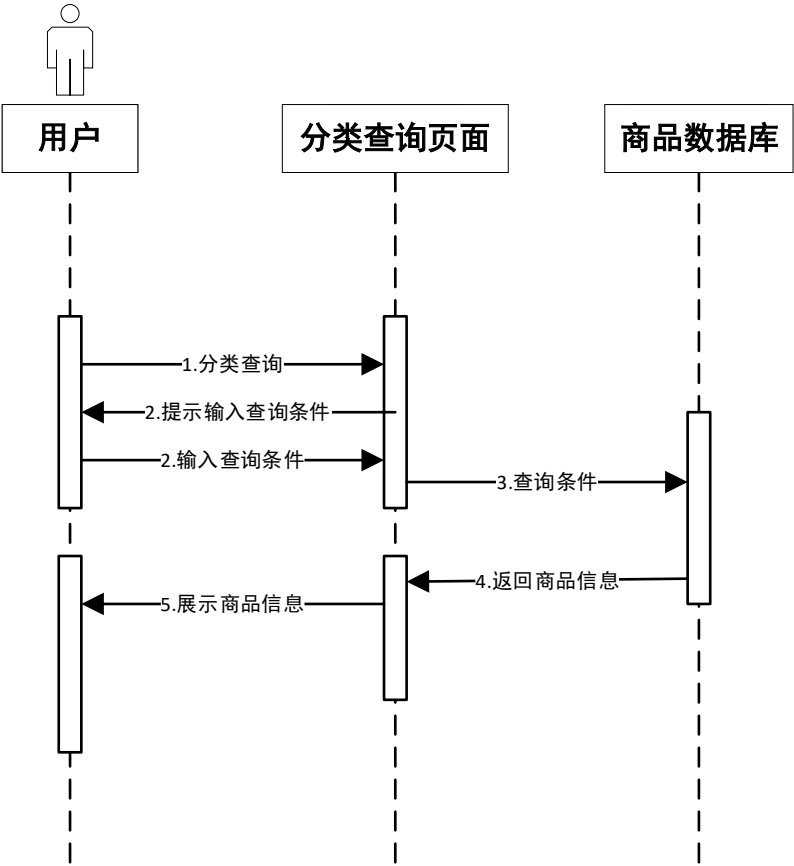 用户
分类查询页面
商品数据库
1.分类查询
2.提示输入查询条件
2.输入查询条件
3.查询条件
4.返回商品信息
5.展示商品信息